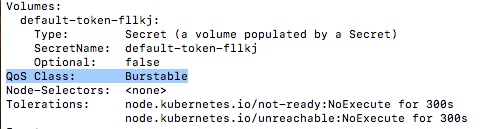 Volumes:
default-token-fllkj:
Type: Secret (a volume populated by a Secret)
SecretName: default-token-fllkj
Optional: false
QoS Class: Burstable
Node-Selectors: <none>
Tolerations: node.kubernetes.io/not-ready:NoExecute for 300s
node.kubernetes.io/unreachable:NoExecute for 300s